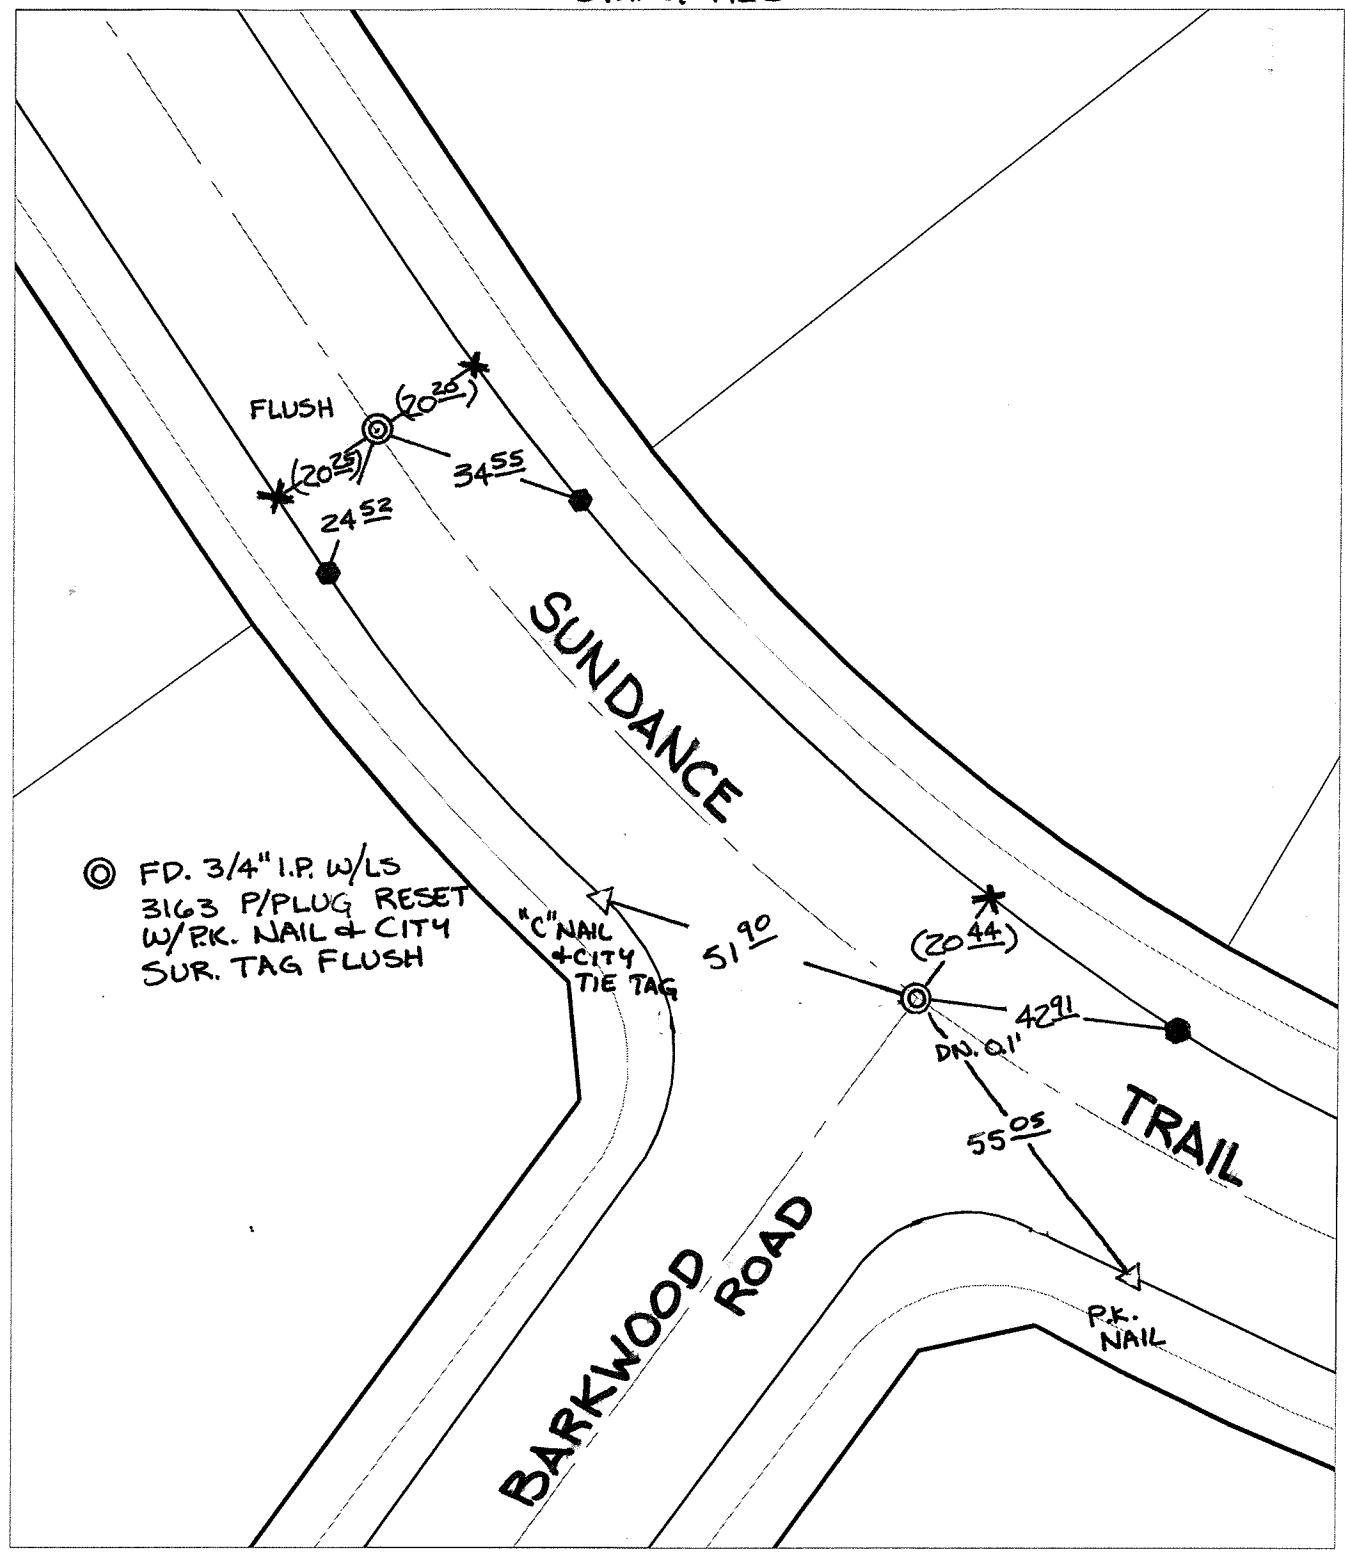 FLUSH
(20 20)
(20 25)
34 55
24 52
SUNDANCE
FD. 3/4" I.P. W/LS
3163 P/PLUG RESET
W/P.K. NAIL & CITY
SUR. TAG FLUSH
"C" NAIL
& CITY
TIE TAG
51 90
(20 44)
42 91
DN. 0.1'
55 05
TRAIL
P.K.
NAIL
BARKWOOD
ROAD